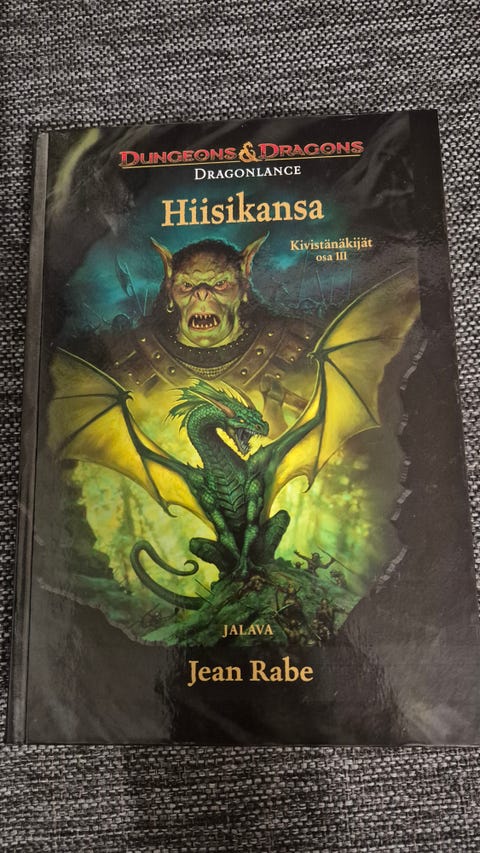 DUNGEONS & DRAGONS
DRAGONLANCE
Hiisikansa
Kivistänäkijät
osa III
JALAVA
Jean Rabe